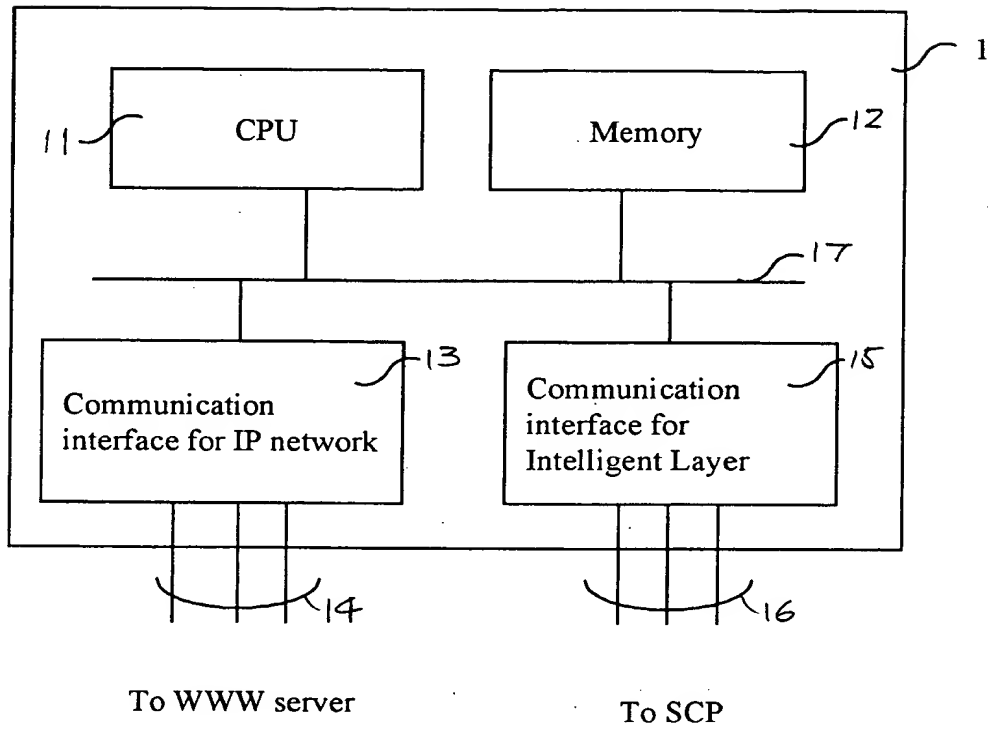 1
CPU
11
Memory
12
17
13
Communication
interface for IP network
15
Communication
interface for
Intelligent Layer
14
16
To WWW server
To SCP